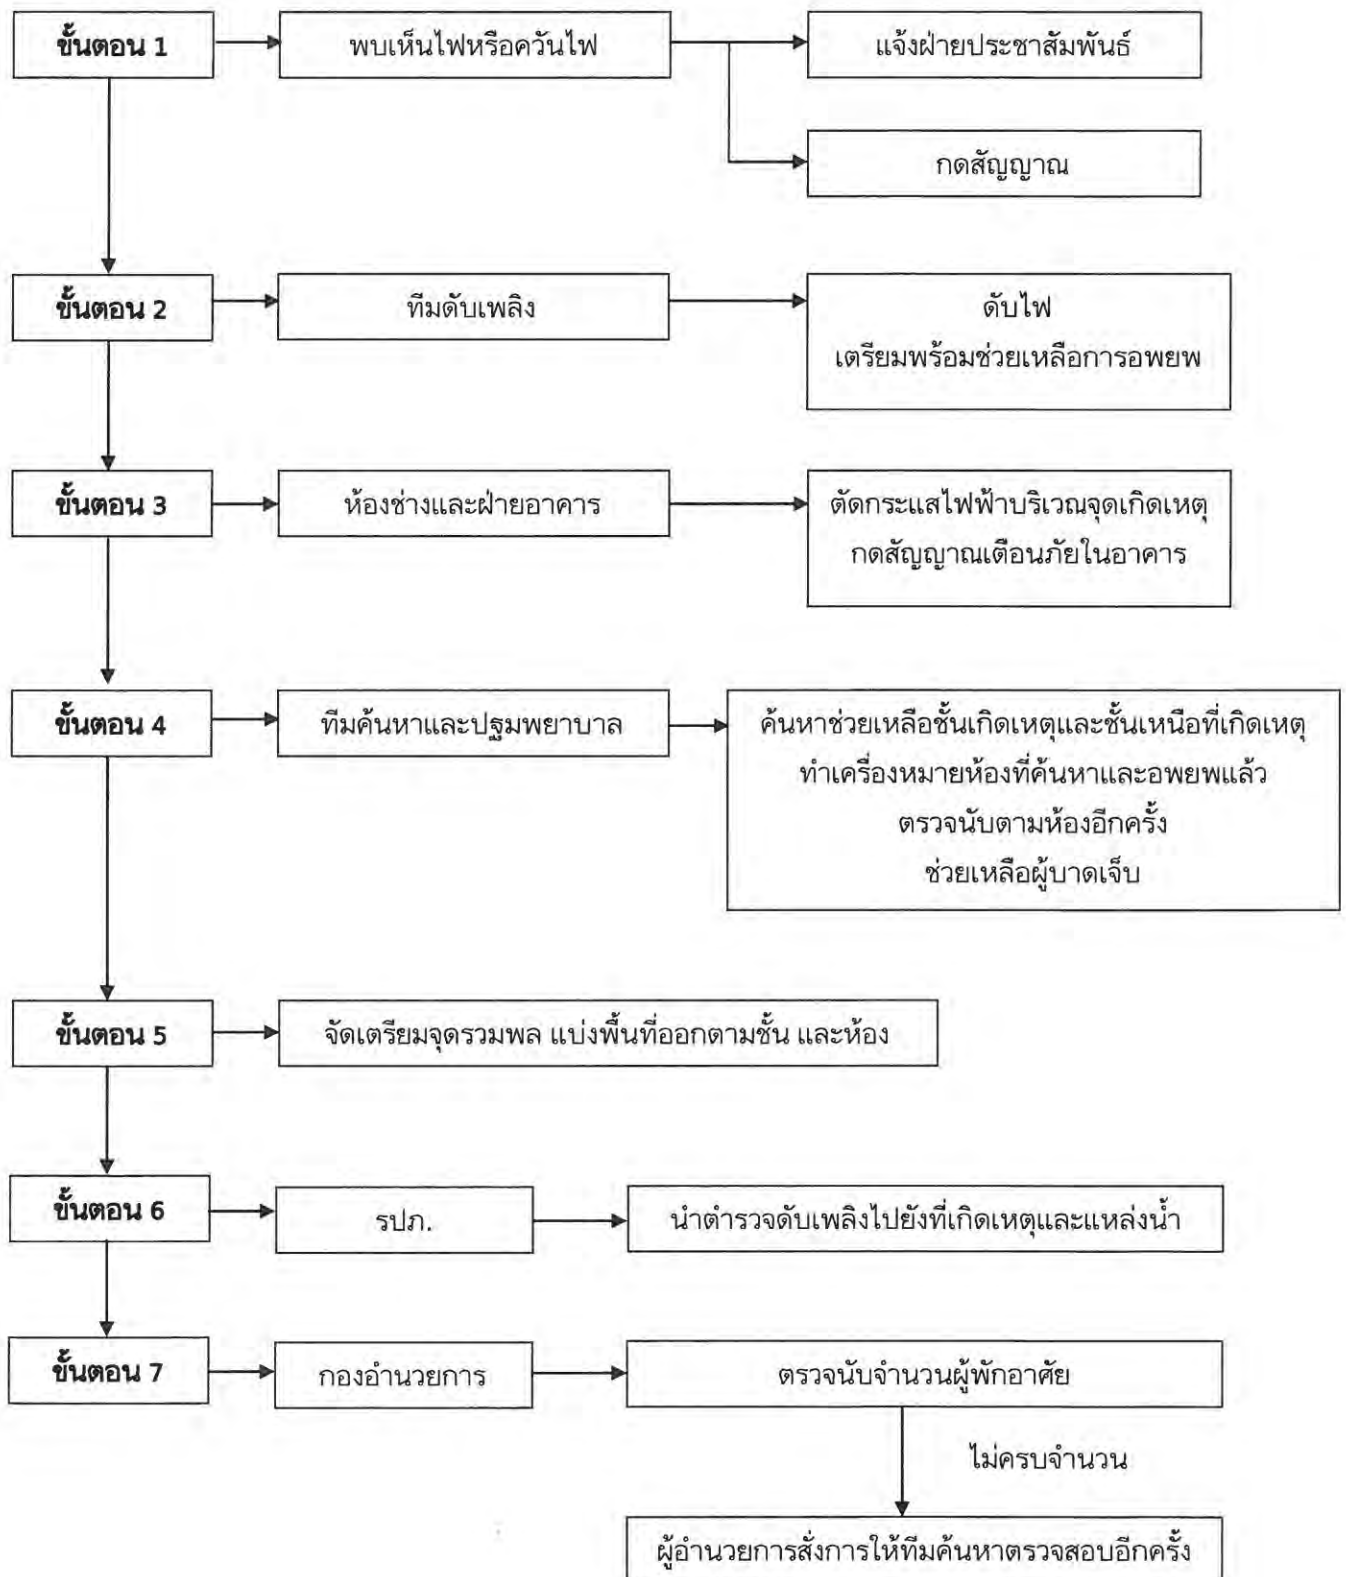 ขั้นตอน 1
พบเห็นไฟหรือควันไฟ
แจ้งฝ่ายประชาสัมพันธ์
กดสัญญาณ
ขั้นตอน 2
ทีมดับเพลิง
ดับไฟ
เตรียมพร้อมช่วยเหลือการอพยพ
ขั้นตอน 3
ห้องช่างและฝ่ายอาคาร
ตัดกระแสไฟฟ้าบริเวณจุดเกิดเหตุ
กดสัญญาณเตือนภัยในอาคาร
ขั้นตอน 4
ทีมค้นหาและปฐมพยาบาล
ค้นหาช่วยเหลือชั้นเกิดเหตุและชั้นเหนือที่เกิดเหตุ
ทำเครื่องหมายห้องที่ค้นหาและอพยพแล้ว
ตรวจนับตามห้องอีกครั้ง
ช่วยเหลือผู้บาดเจ็บ
ขั้นตอน 5
จัดเตรียมจุดรวมพล แบ่งพื้นที่ออกตามชั้น และห้อง
ขั้นตอน 6
รปภ.
นำตำรวจดับเพลิงไปยังที่เกิดเหตุและแหล่งน้ำ
ขั้นตอน 7
กองอำนวยการ
ตรวจนับจำนวนผู้พักอาศัย
ไม่ครบจำนวน
ผู้อำนวยการสั่งการให้ทีมค้นหาตรวจสอบอีกครั้ง